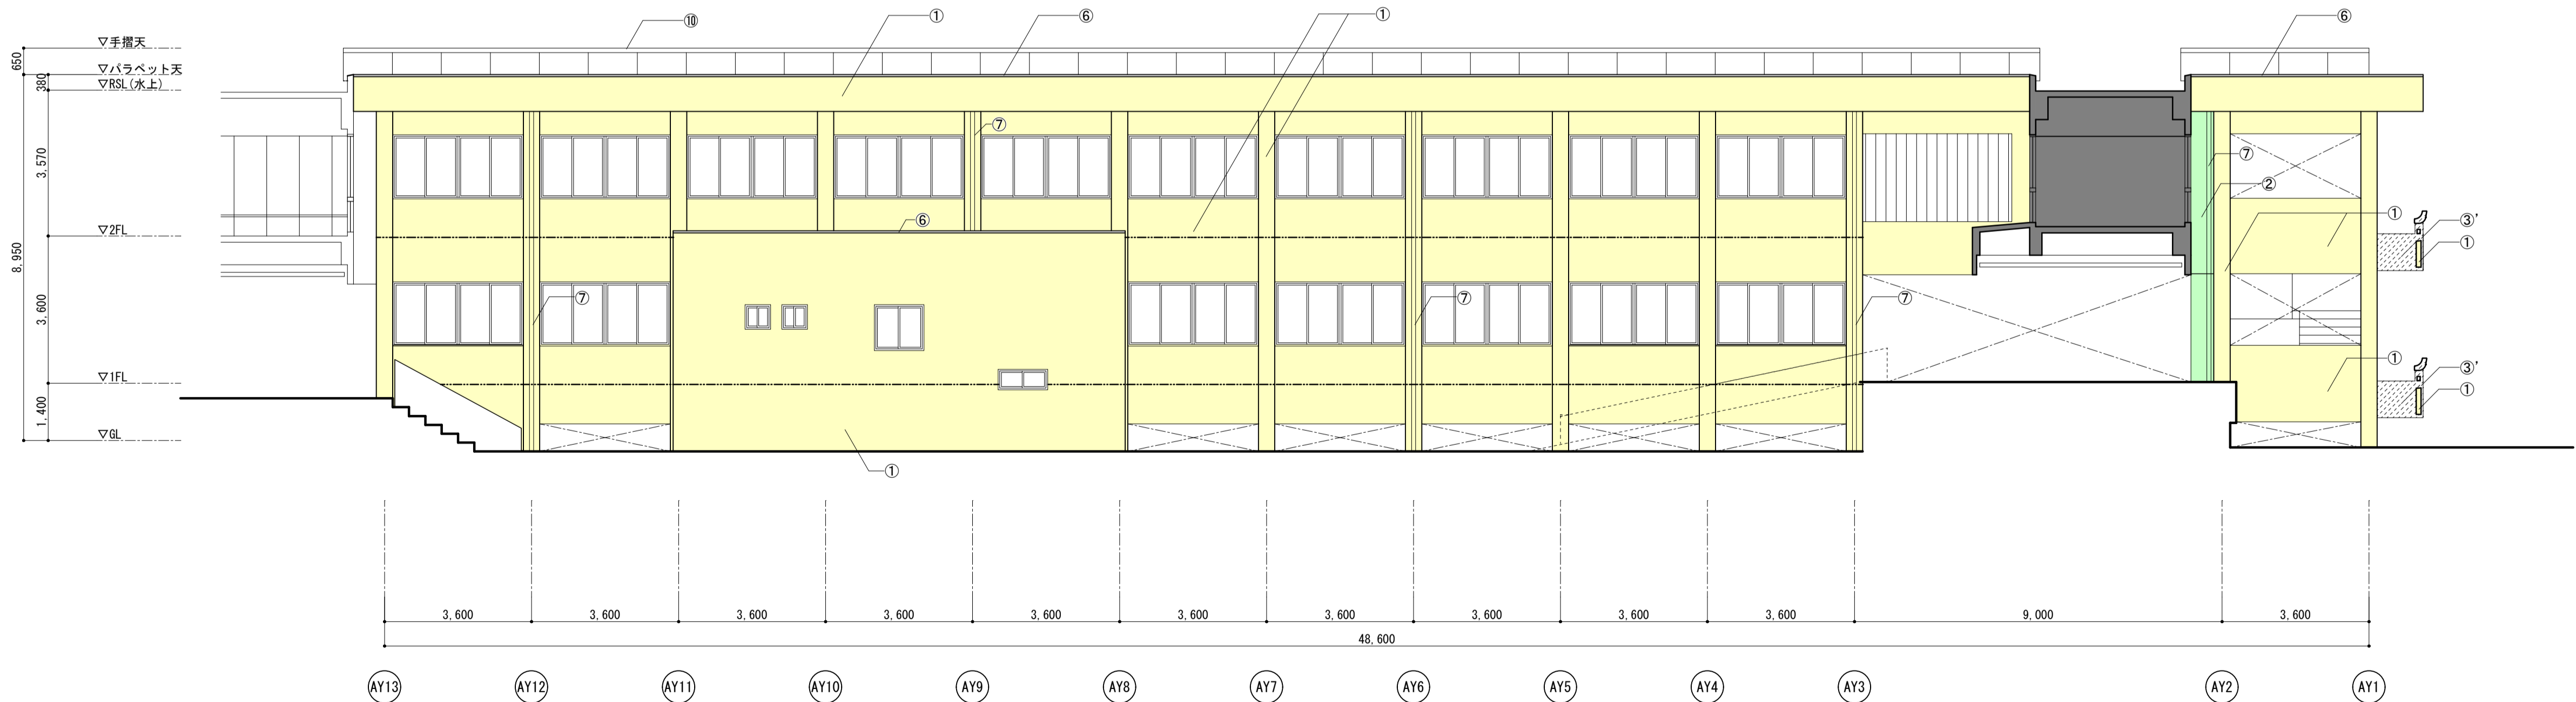 ⑩
①
⑥
①
⑥
▽手摺天
650
▽パラペット天
380
▽RSL(水上)
⑦
⑦
3,570
②
⑥
①
③'
▽2FL
①
8,950
⑦
⑦
⑦
3,600
①
③'
▽1FL
①
1,400
▽GL
①
3,600
3,600
3,600
3,600
3,600
3,600
3,600
3,600
3,600
3,600
9,000
3,600
48,600
AY13
AY12
AY11
AY10
AY9
AY8
AY7
AY6
AY5
AY4
AY3
AY2
AY1